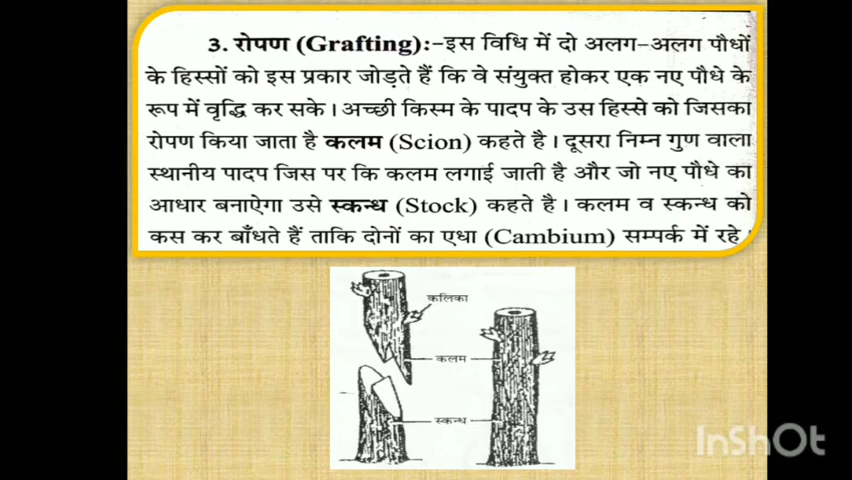 3. रोपण (Grafting):-इस विधि में दो अलग-अलग पौधों
के हिस्सों को इस प्रकार जोड़ते हैं कि वे संयुक्त होकर एक नए पौधे के
रूप में वृद्धि कर सके। अच्छी किस्म के पादप के उस हिस्से को जिसका
रोपण किया जाता है कलम (Scion) कहते है। दूसरा निम्न गुण वाला
स्थानीय पादप जिस पर कि कलम लगाई जाती है और जो नए पौधे का
आधार बनाऐगा उसे स्कन्ध (Stock) कहते है। कलम व स्कन्ध को
कस कर बाँधते हैं ताकि दोनों का एधा (Cambium) सम्पर्क में रहे।
कलिका
कलम
स्कन्ध
InShOt